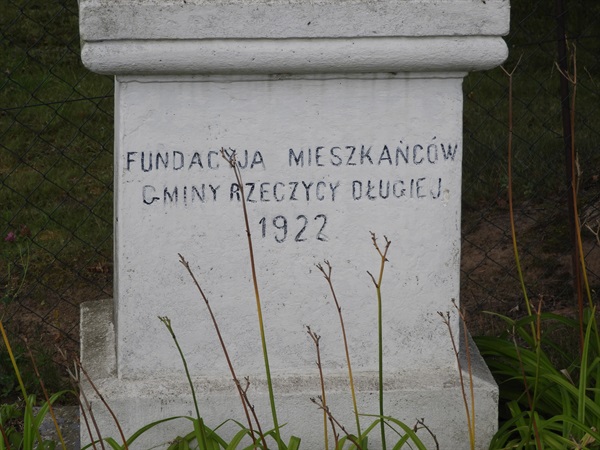 FUNDACYJA MIESZKAŃCÓW
GMINY RZECZYCY DŁUGIEJ
1922